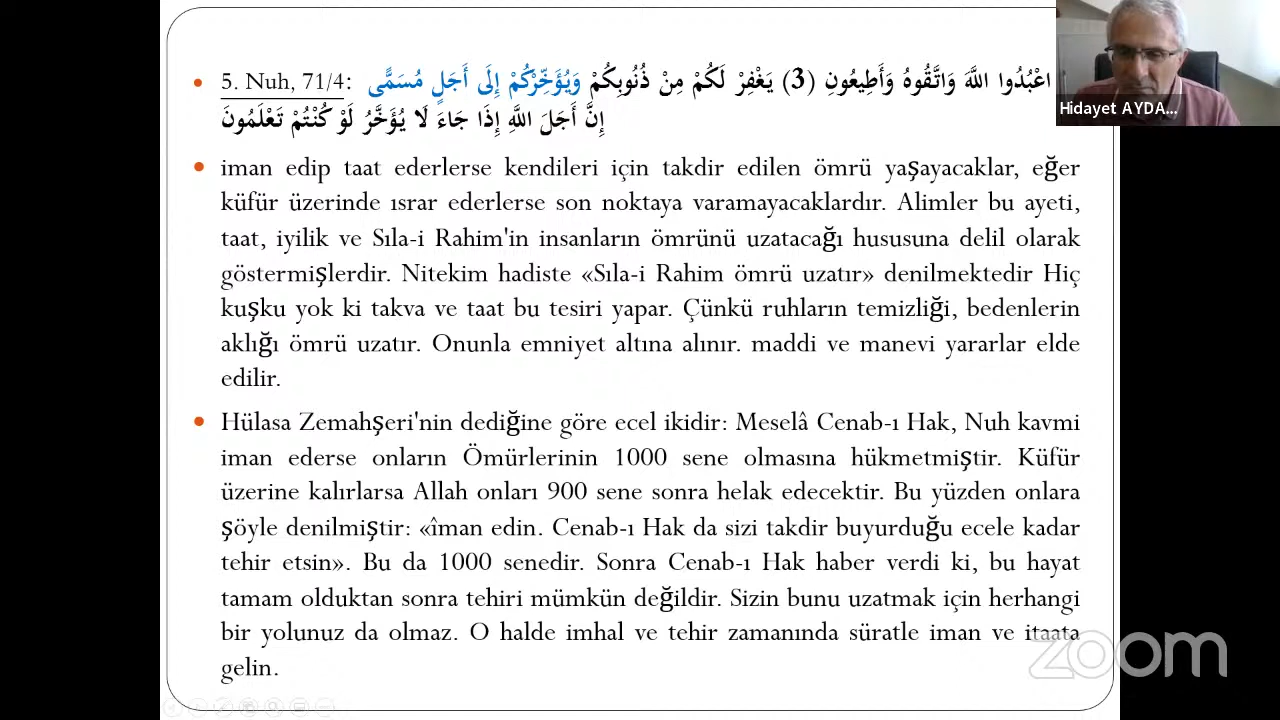 • 5. Nuh, 71/4: اعْبُدُوا اللَّهَ وَاتَّقُوهُ وَأَطِيعُونِ (3) يَغْفِرْ لَكُمْ مِنْ ذُنُوبِكُمْ وَيُؤَخِّرْكُمْ إِلَى أَجَلٍ مُسَمًّى
إِنَّ أَجَلَ اللَّهِ إِذَا جَاءَ لَا يُؤَخَّرُ لَوْ كُنْتُمْ تَعْلَمُونَ
Hidayet AYDA...
• iman edip taat ederlerse kendileri için takdir edilen ömrü yaşayacaklar, eğer
küfür üzerinde ısrar ederlerse son noktaya varamayacaklardır. Alimler bu ayeti,
taat, iyilik ve Sıla-i Rahim'in insanların ömrünü uzatacağı hususuna delil olarak
göstermişlerdir. Nitekim hadiste «Sıla-i Rahim ömrü uzatır» denilmektedir Hiç
kuşku yok ki takva ve taat bu tesiri yapar. Çünkü ruhların temizliği, bedenlerin
aklığı ömrü uzatır. Onunla emniyet altına alınır. maddi ve manevi yararlar elde
edilir.
• Hülasa Zemahşeri'nin dediğine göre ecel ikidir: Meselâ Cenab-ı Hak, Nuh kavmi
iman ederse onların Ömürlerinin 1000 sene olmasına hükmetmiştir. Küfür
üzerine kalırlarsa Allah onları 900 sene sonra helak edecektir. Bu yüzden onlara
şöyle denilmiştir: «îman edin. Cenab-ı Hak da sizi takdir buyurduğu ecele kadar
tehir etsin». Bu da 1000 senedir. Sonra Cenab-ı Hak haber verdi ki, bu hayat
tamam olduktan sonra tehiri mümkün değildir. Sizin bunu uzatmak için herhangi
bir yolunuz da olmaz. O halde imhal ve tehir zamanında süratle iman ve itaata
gelin.
zoom